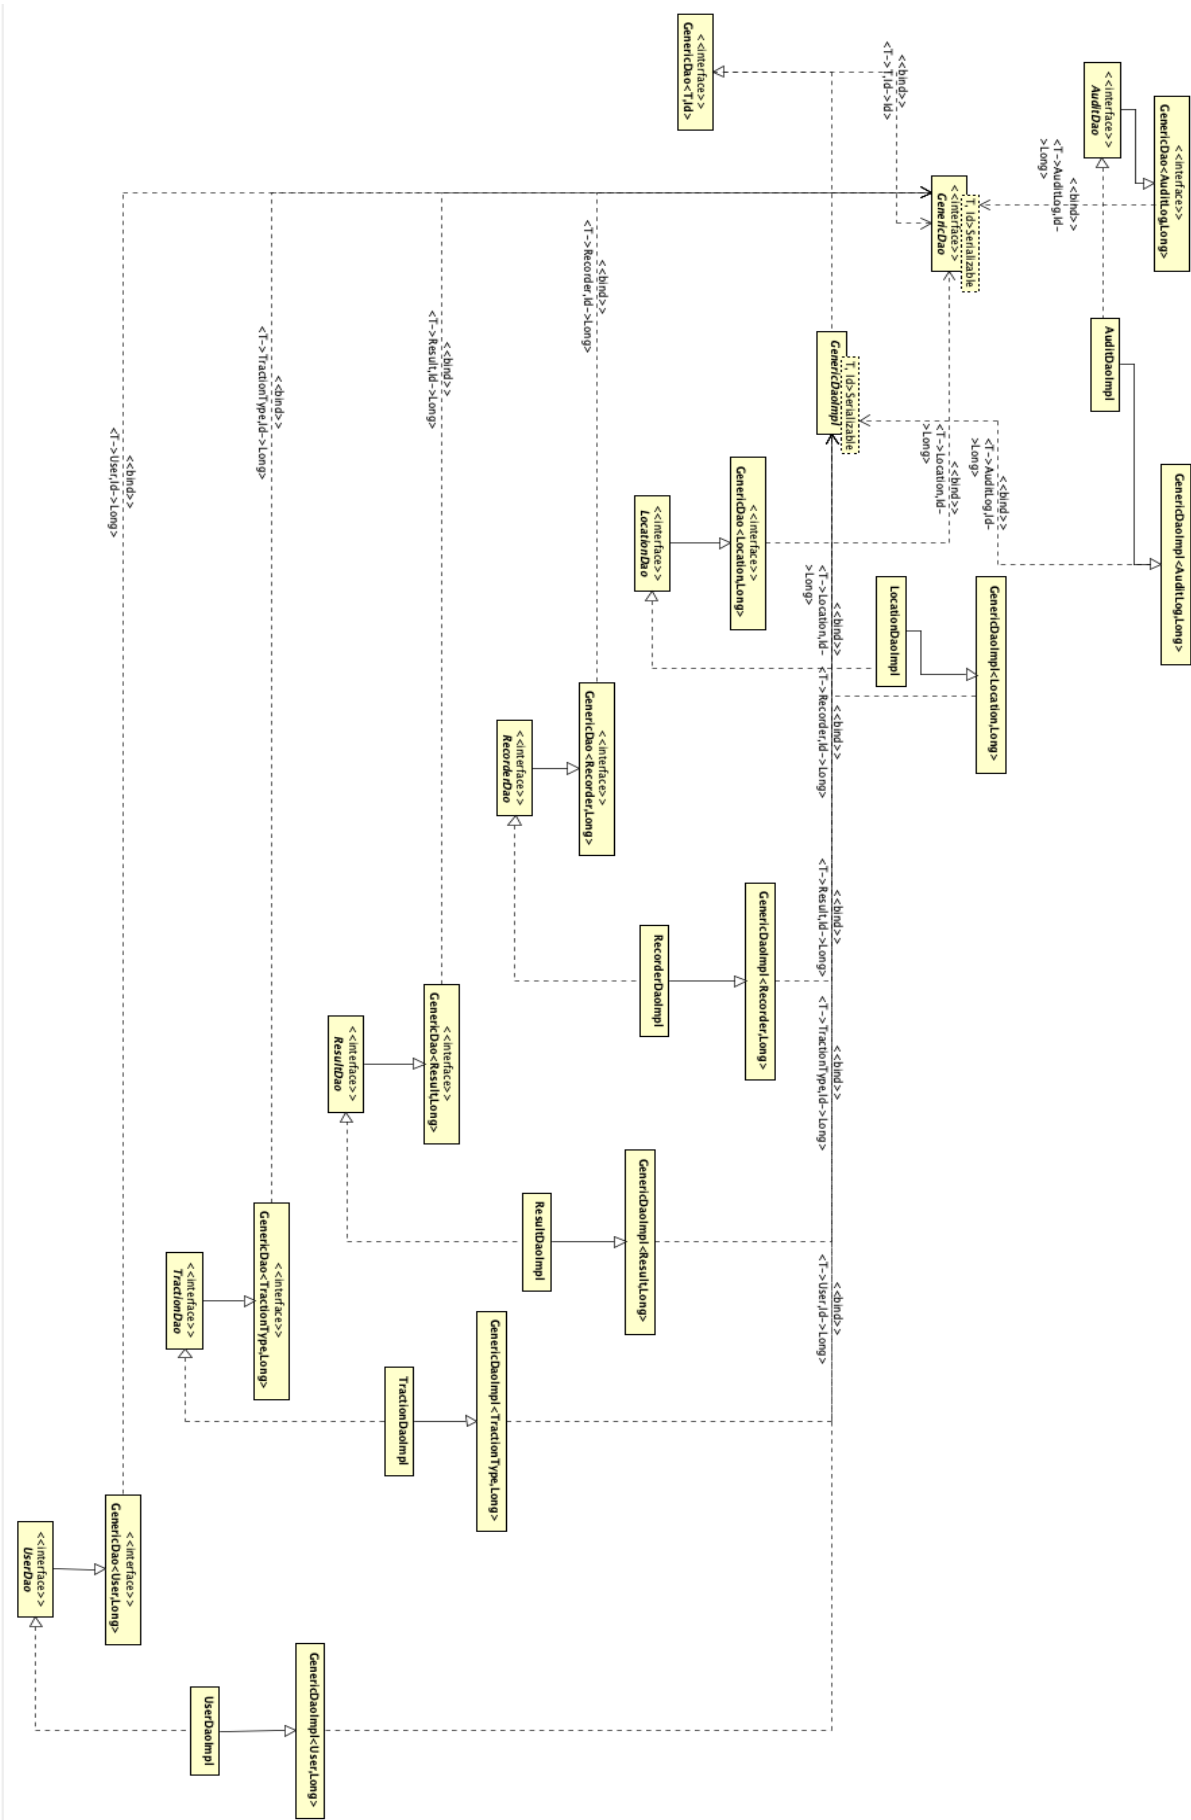 <<interface>>
GenericDao<T,Id>
<<bind>>
<T->T,Id->Id>
<<interface>>
AuditDao
<<interface>>
GenericDao<AuditLog,Long>
<<bind>>
<T->AuditLog,Id-
>Long>
T, Id>Serializable
<<interface>>
GenericDao
AuditDaoImpl
T, Id>Serializable
GenericDaoImpl
GenericDaoImpl<AuditLog,Long>
<<bind>>
<T->AuditLog,Id-
>Long>
<<bind>>
<T->Location,Id-
>Long>
<<interface>>
GenericDao<Location,Long>
<<interface>>
LocationDao
LocationDaoImpl
GenericDaoImpl<Location,Long>
<<bind>>
<T->Location,Id-
>Long>
<<bind>>
<T->Recorder,Id->Long>
<<bind>>
<T->Recorder,Id->Long>
<<interface>>
GenericDao<Recorder,Long>
<<interface>>
RecorderDao
RecorderDaoImpl
GenericDaoImpl<Recorder,Long>
<<bind>>
<T->Result,Id->Long>
<<bind>>
<T->Result,Id->Long>
<<interface>>
GenericDao<Result,Long>
<<interface>>
ResultDao
ResultDaoImpl
GenericDaoImpl<Result,Long>
<<bind>>
<T->TractionType,Id->Long>
<<bind>>
<T->TractionType,Id->Long>
<<interface>>
GenericDao<TractionType,Long>
<<interface>>
TractionDao
TractionDaoImpl
GenericDaoImpl<TractionType,Long>
<<bind>>
<T->User,Id->Long>
<<bind>>
<T->User,Id->Long>
<<interface>>
GenericDao<User,Long>
<<interface>>
UserDao
UserDaoImpl
GenericDaoImpl<User,Long>